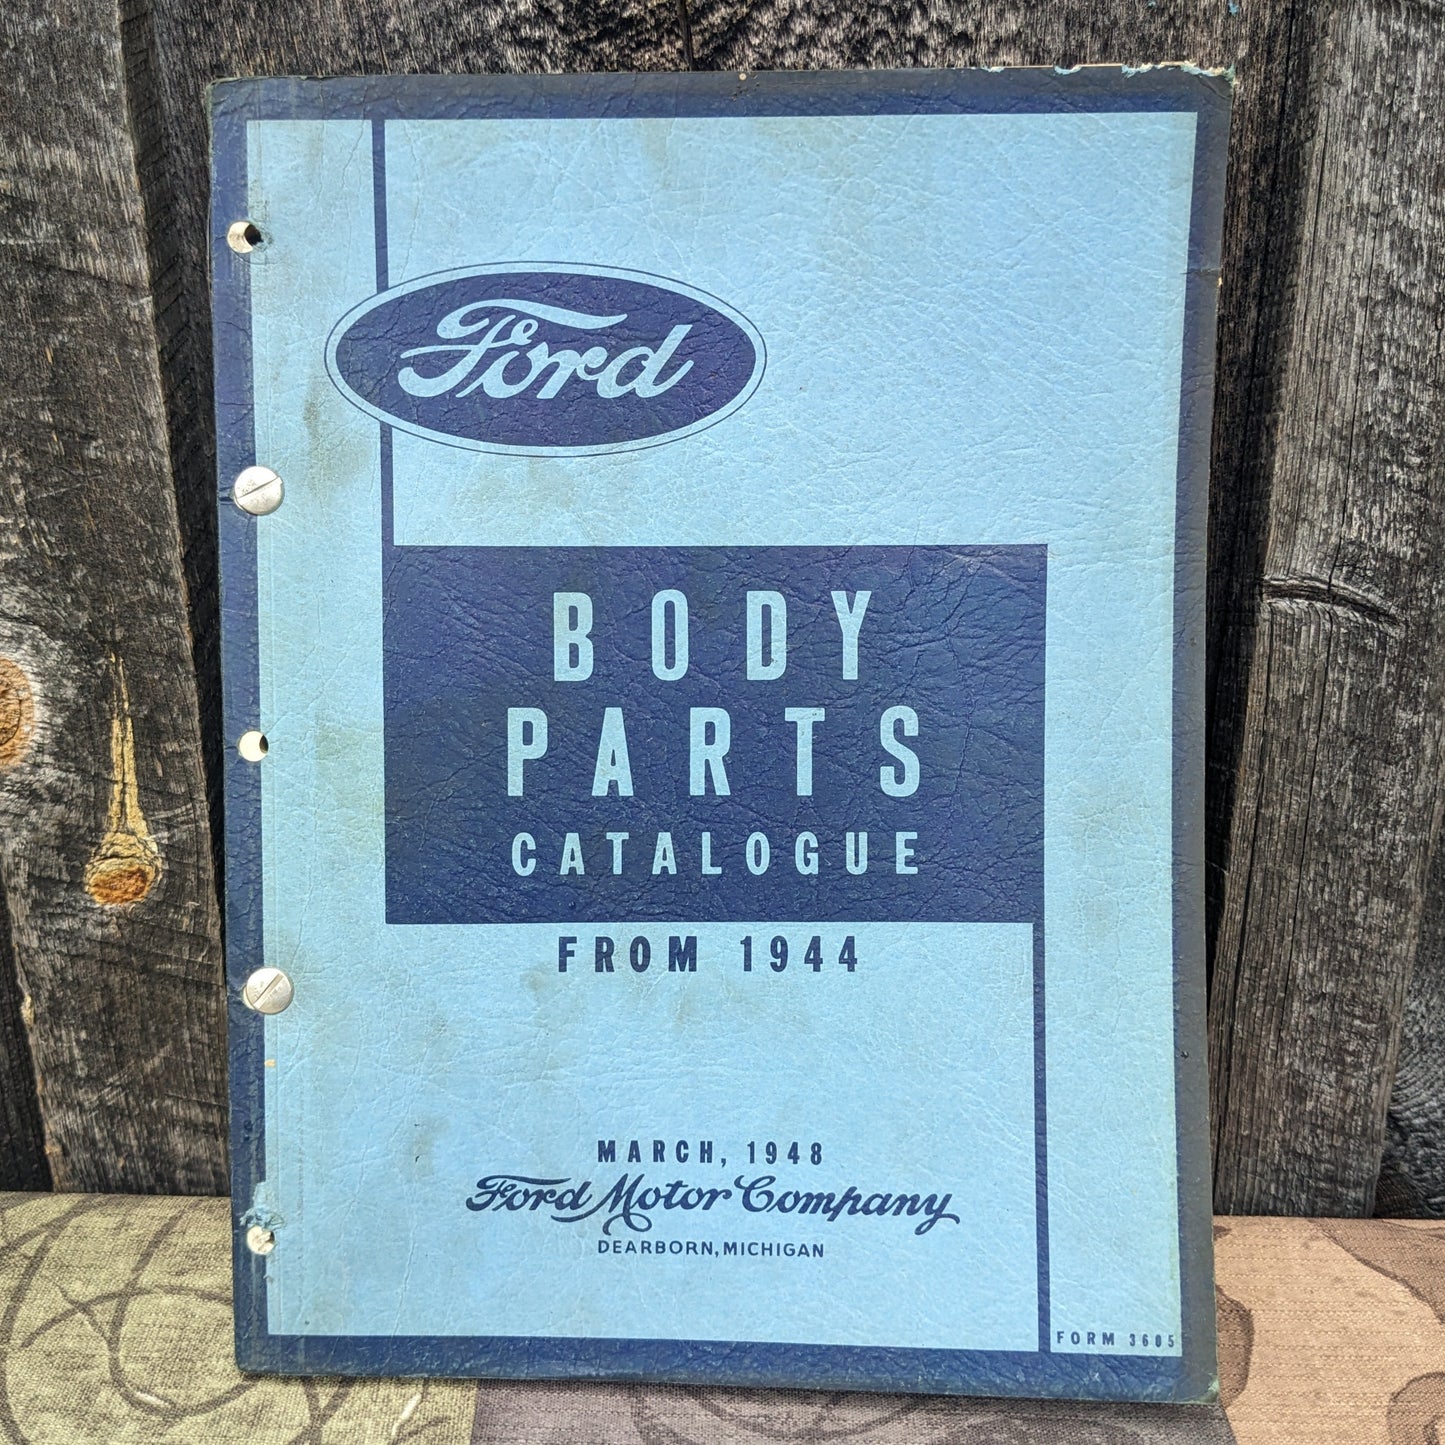 Ford
BODY
PARTS
CATALOGUE
FROM 1944
MARCH, 1948
Ford Motor Company
DEARBORN, MICHIGAN
FORM 3605